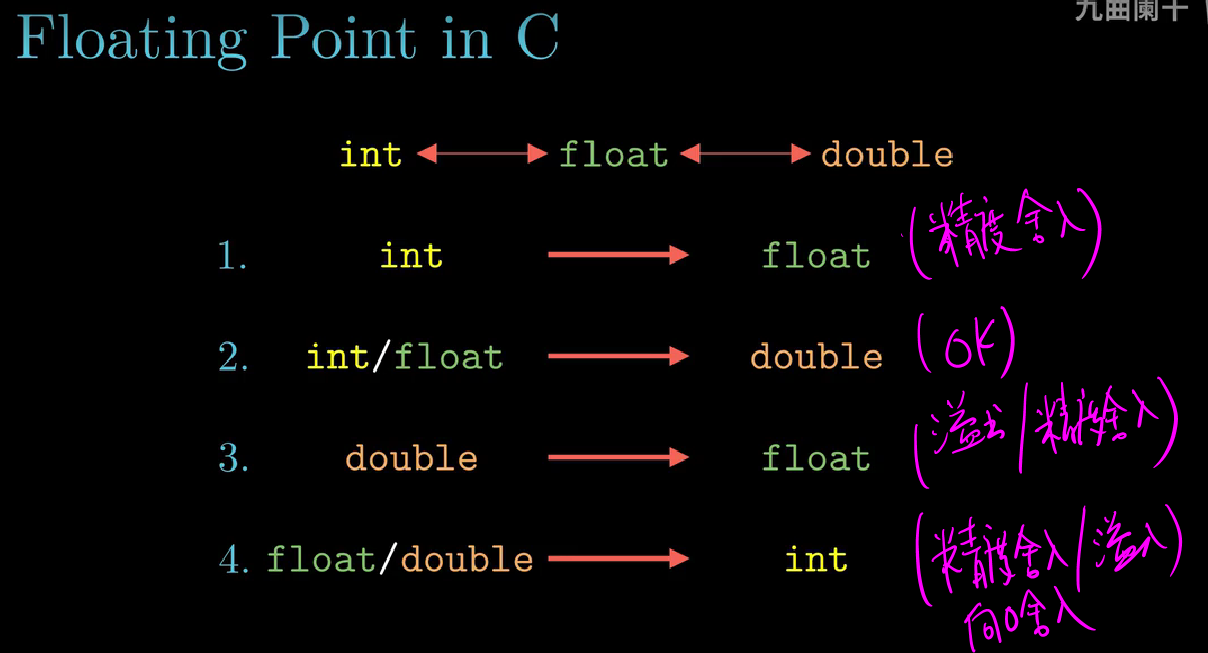 九曲阑干
Floating Point in C
int float double
1. int float (精度舍入)
2. int/float double (OK)
3. double float (溢出/精度舍入)
4. float/double int (精度舍入/溢入)
向0舍入